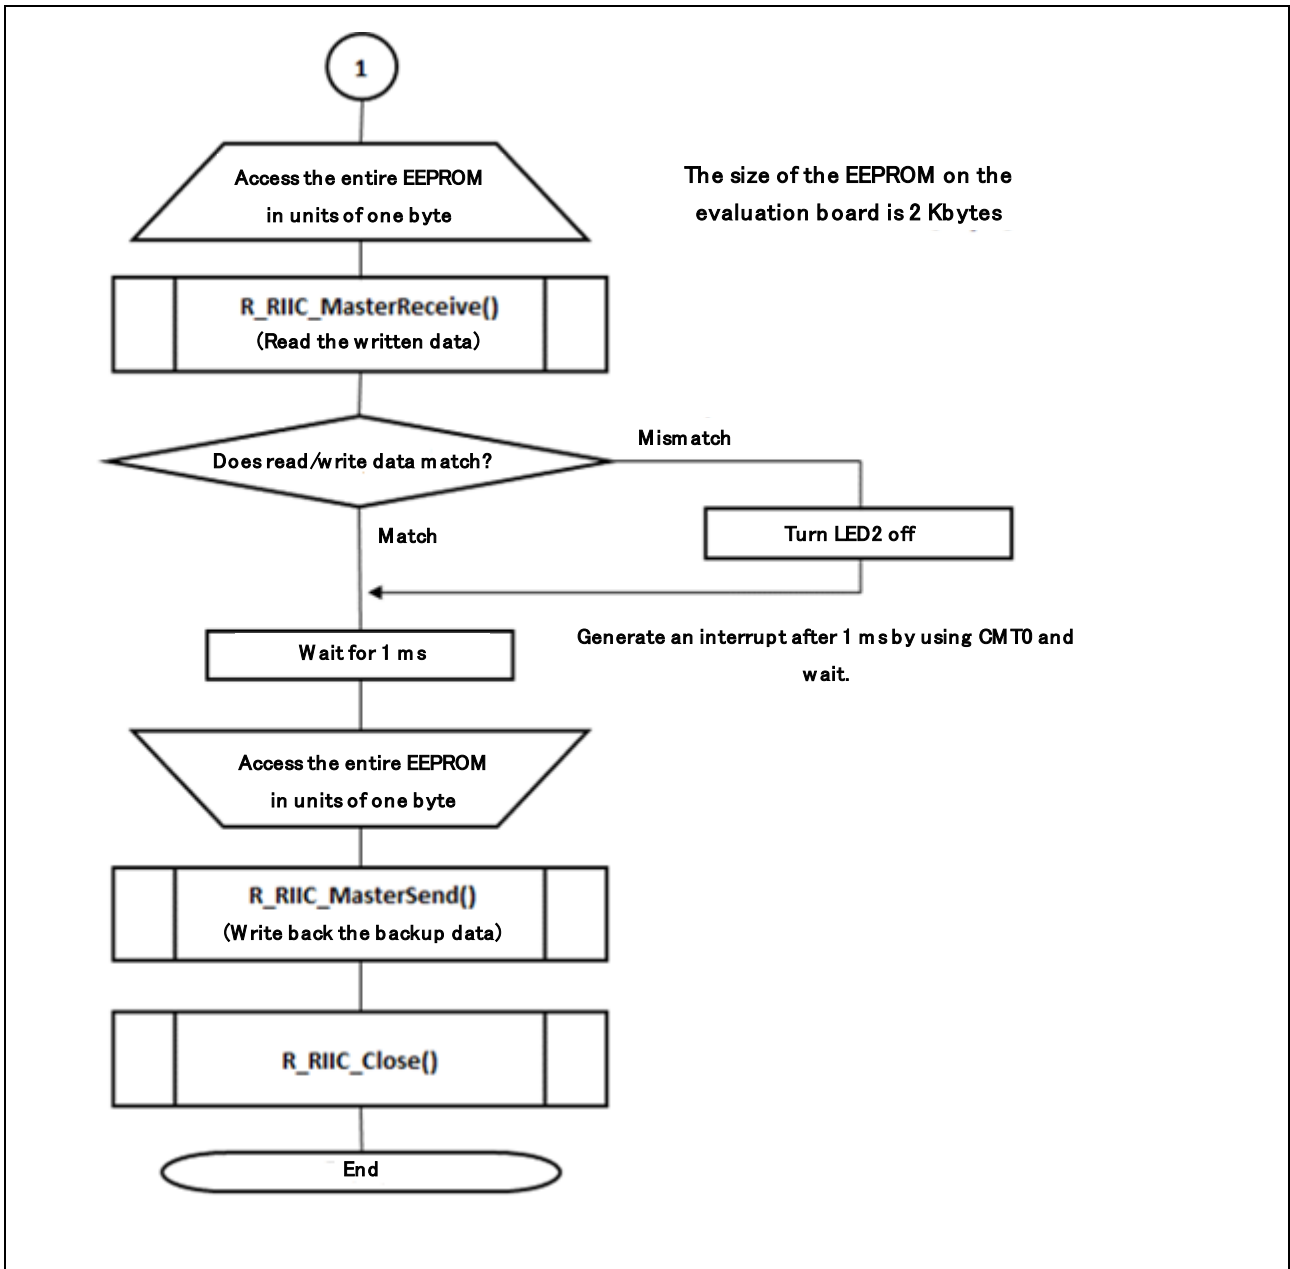 1
Access the entire EEPROM
in units of one byte
The size of the EEPROM on the
evaluation board is 2 Kbytes
R_RIIC_MasterReceive()
(Read the written data)
Does read/write data match?
Mismatch
Match
Turn LED2 off
Wait for 1 ms
Generate an interrupt after 1 ms by using CMT0 and
wait.
Access the entire EEPROM
in units of one byte
R_RIIC_MasterSend()
(Write back the backup data)
R_RIIC_Close()
End